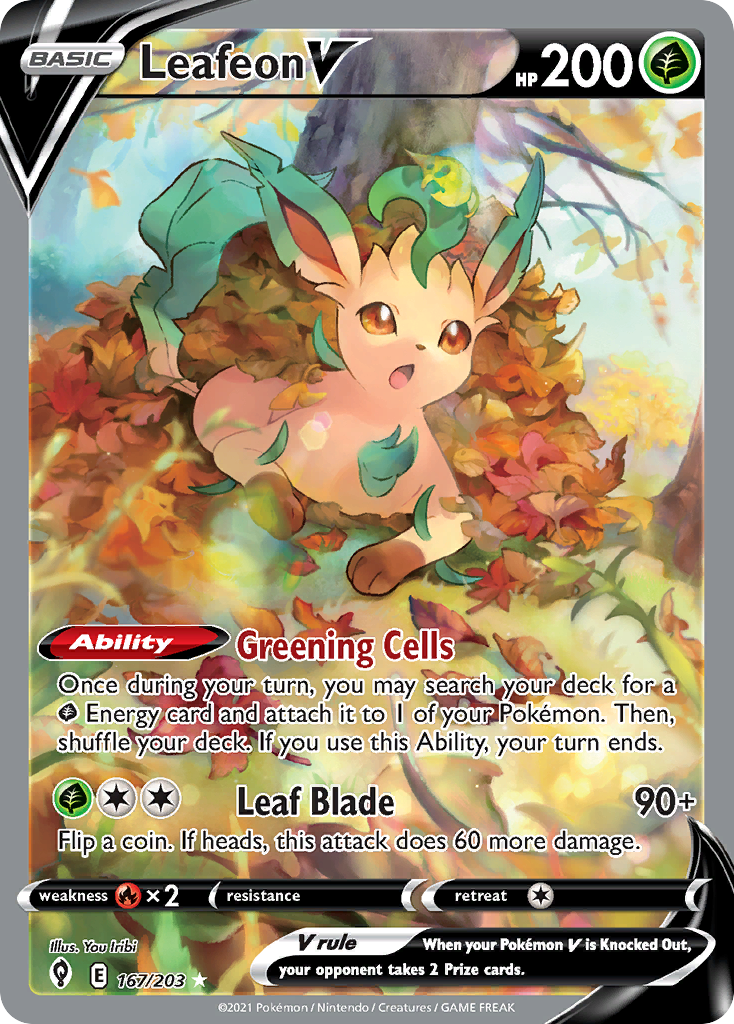 BASIC Leafeon V HP 200
Ability Greening Cells
Once during your turn, you may search your deck for a
Energy card and attach it to 1 of your Pokémon. Then,
shuffle your deck. If you use this Ability, your turn ends.
Leaf Blade 90+
Flip a coin. If heads, this attack does 60 more damage.
weakness ×2 resistance retreat
Illus. You Iribi
V rule When your Pokémon V is Knocked Out,
your opponent takes 2 Prize cards.
E 167/203
©2021 Pokémon / Nintendo / Creatures / GAME FREAK